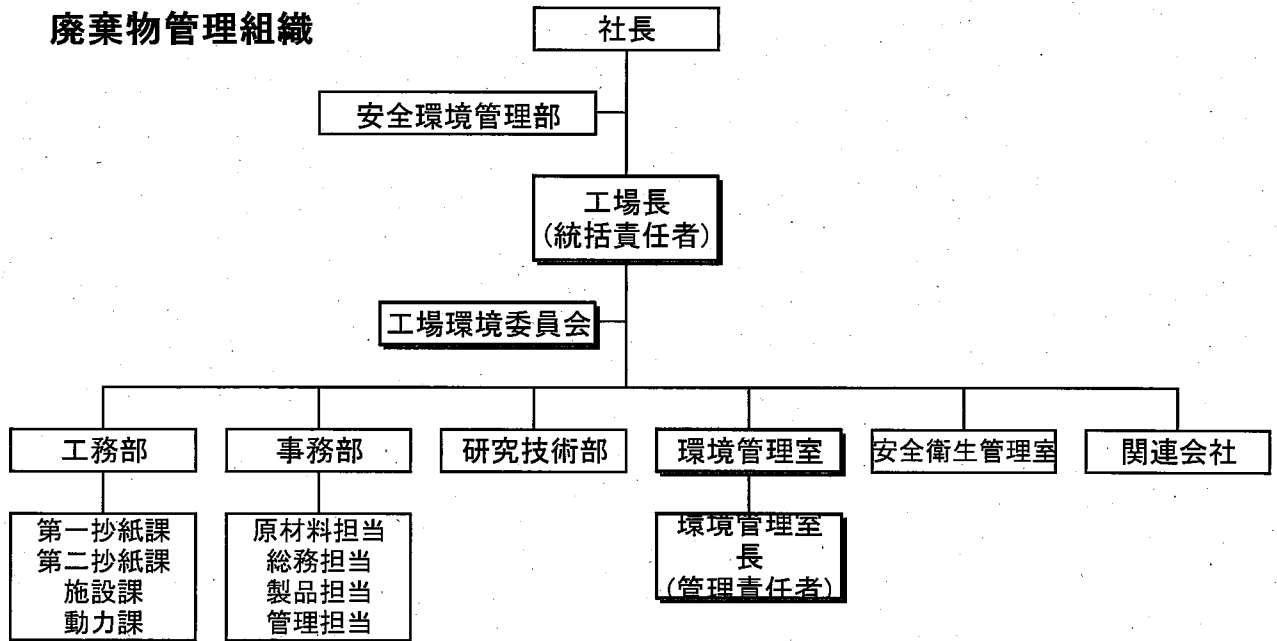 廃棄物管理組織
社長
安全環境管理部
工場長
(統括責任者)
工場環境委員会
工務部
事務部
研究技術部
環境管理室
安全衛生管理室
関連会社
第一抄紙課
第二抄紙課
施設課
動力課
原材料担当
総務担当
製品担当
管理担当
環境管理室
長
(管理責任者)